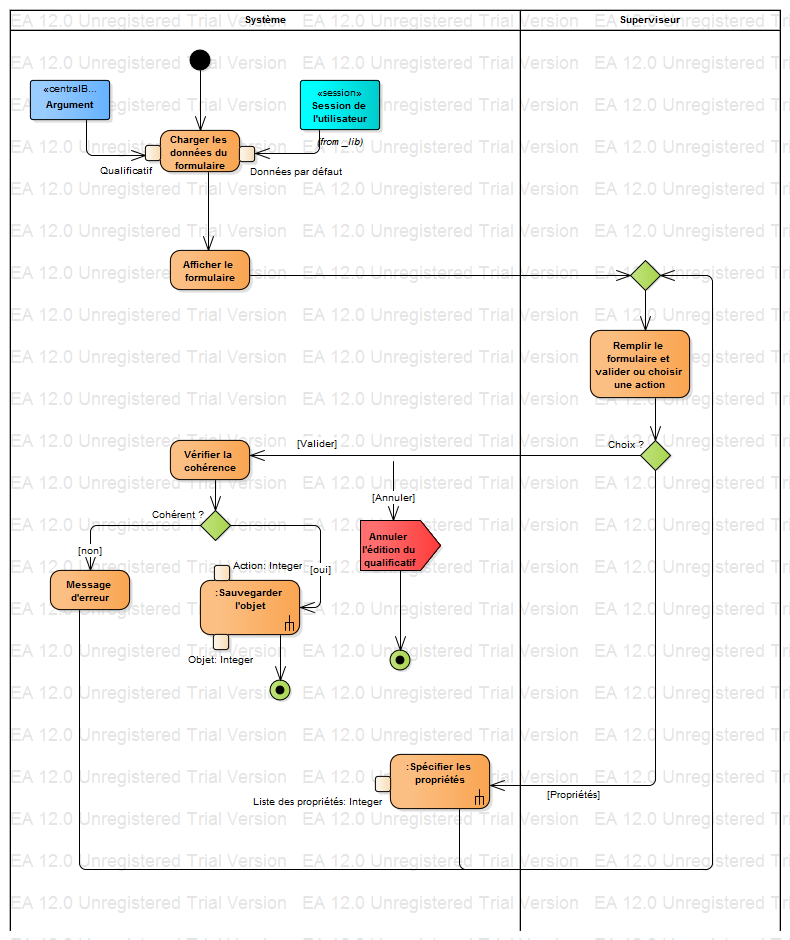 Système
Superviseur
EA 12.0 Unregistered Trial Version
«centralB...
Argument
«session»
Session de
l'utilisateur
(from _lib)
Charger les
données du
formulaire
Qualificatif
Données par défaut
Afficher le
formulaire
Remplir le
formulaire et
valider ou choisir
une action
Choix ?
[Valider]
Vérifier la
cohérence
[Annuler]
Cohérent ?
Annuler
l'édition du
qualificatif
[non]
[oui]
Message
d'erreur
Action: Integer
:Sauvegarder
l'objet
Objet: Integer
:Spécifier les
propriétés
Liste des propriétés: Integer
[Propriétés]